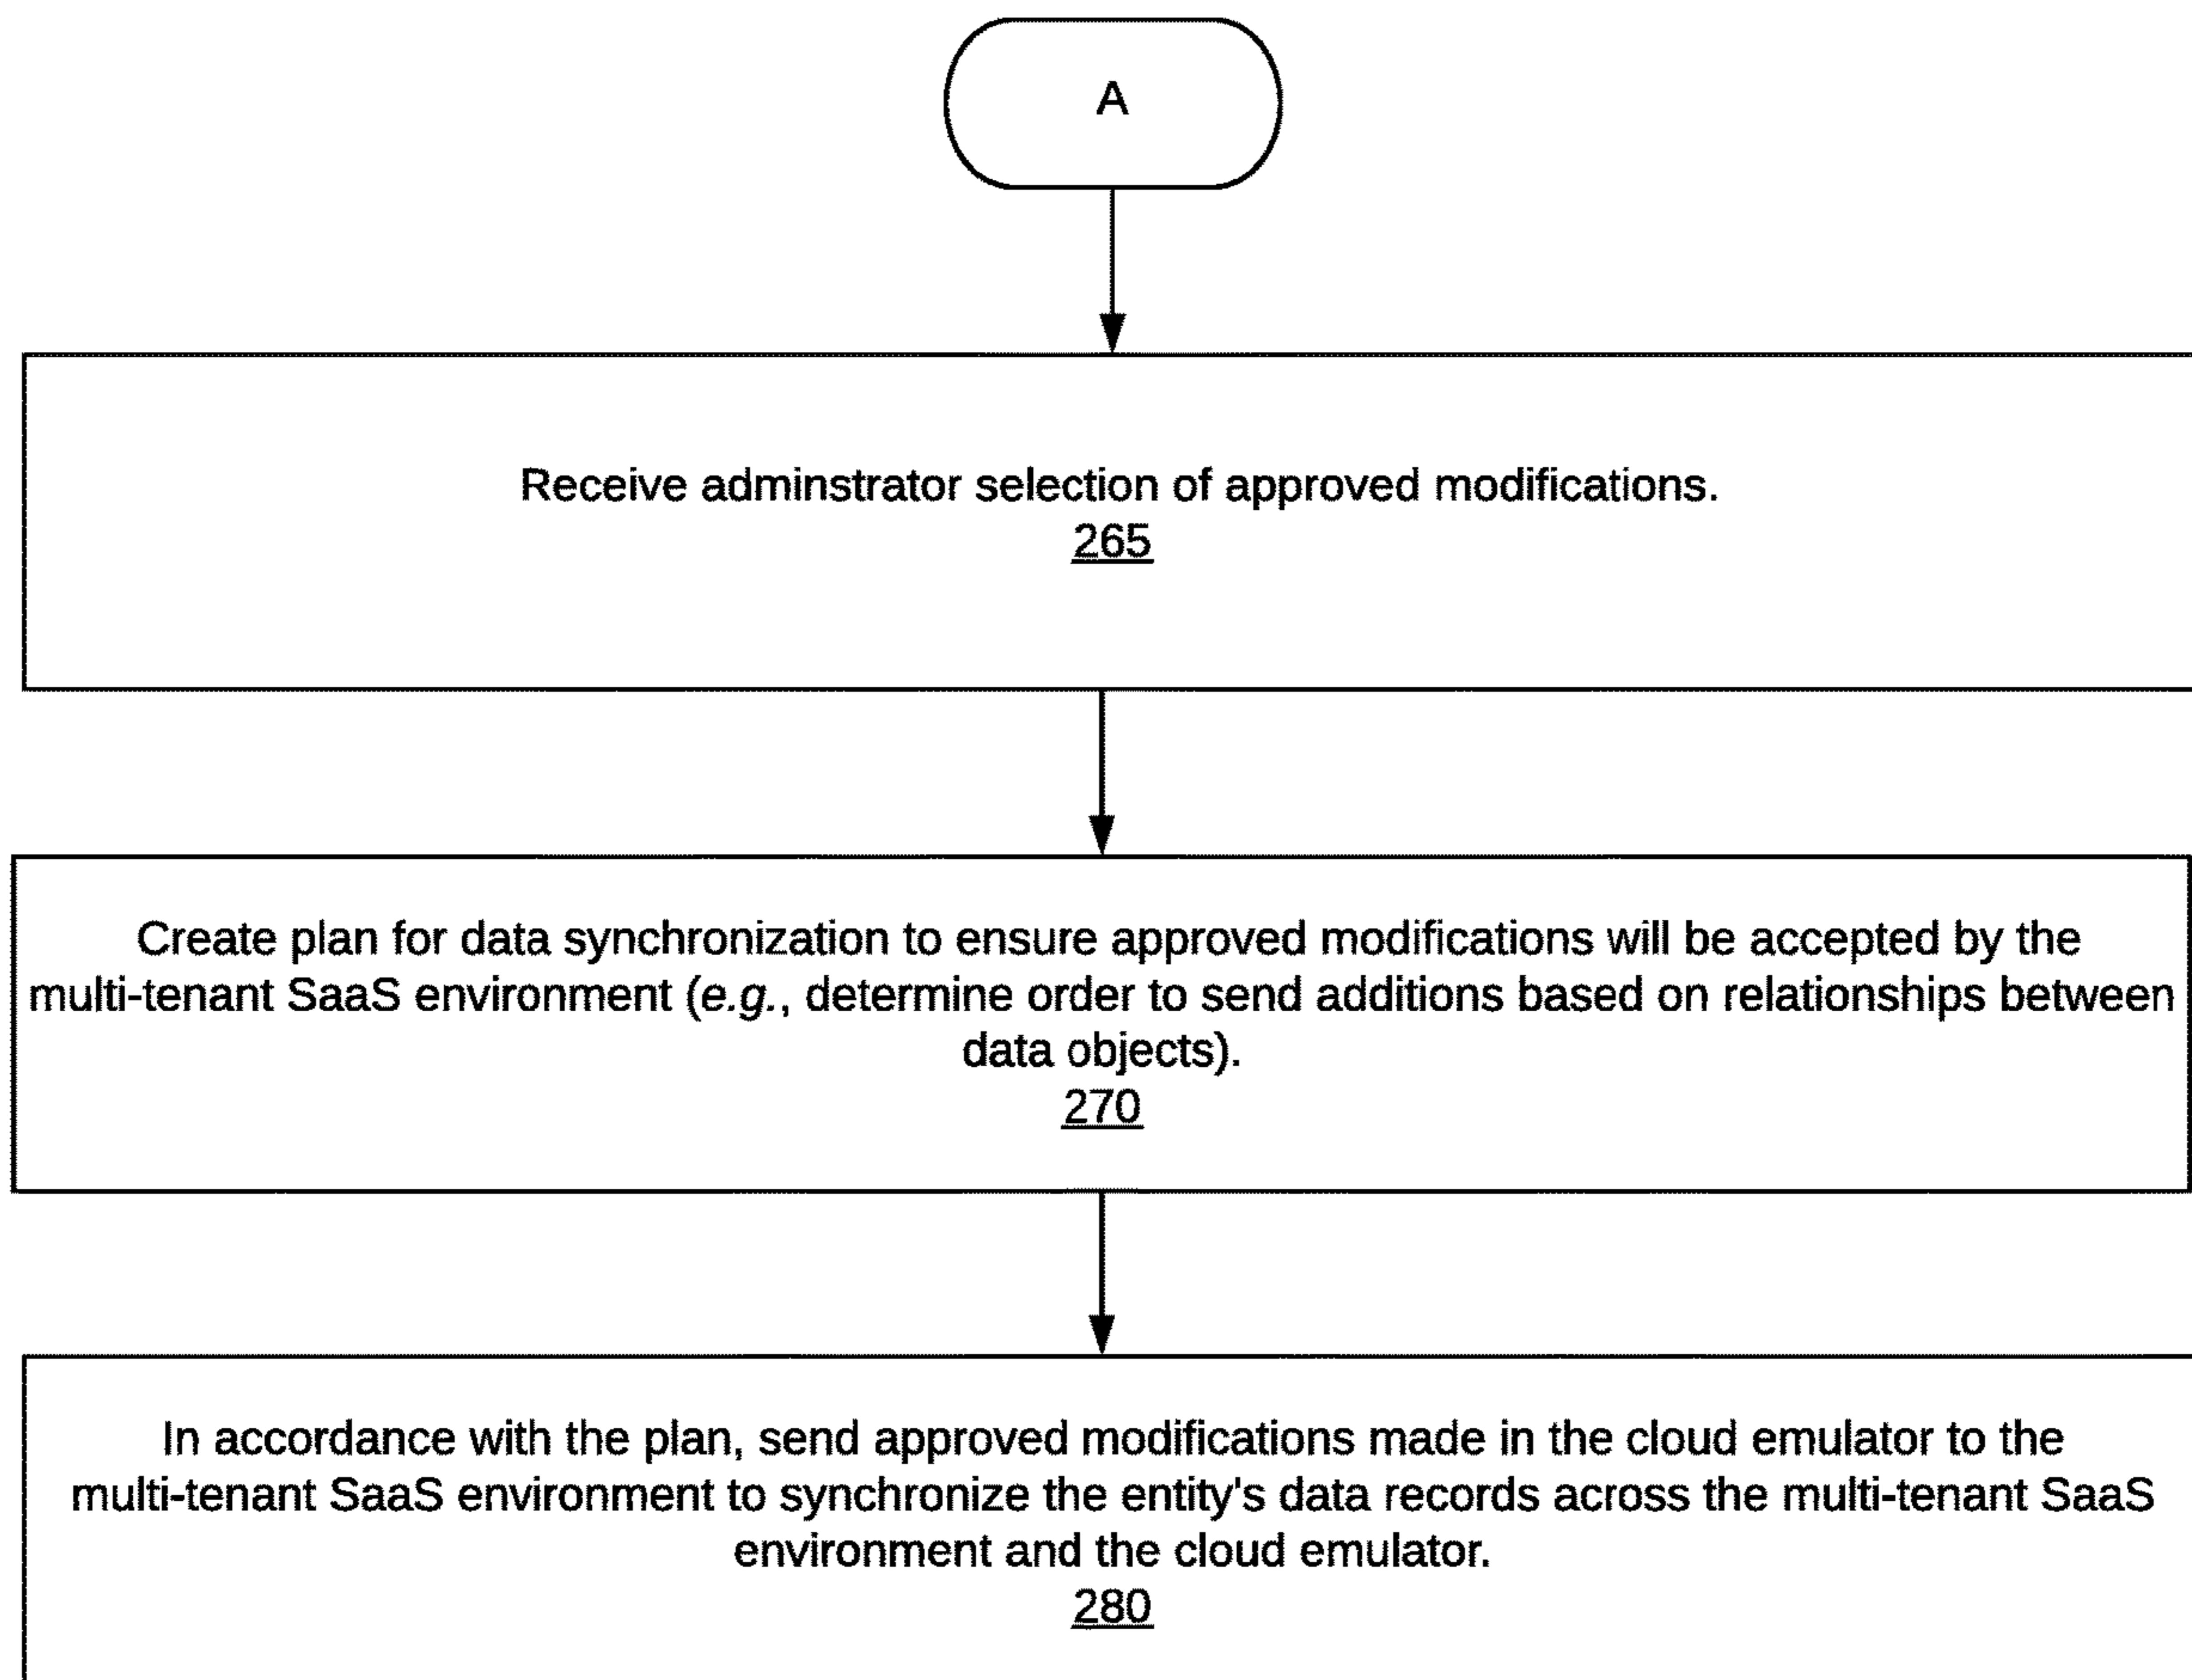 A
Receive adminstrator selection of approved modifications.
265
Create plan for data synchronization to ensure approved modifications will be accepted by the
multi-tenant SaaS environment (e.g., determine order to send additions based on relationships between
data objects).
270
In accordance with the plan, send approved modifications made in the cloud emulator to the
multi-tenant SaaS environment to synchronize the entity's data records across the multi-tenant SaaS
environment and the cloud emulator.
280